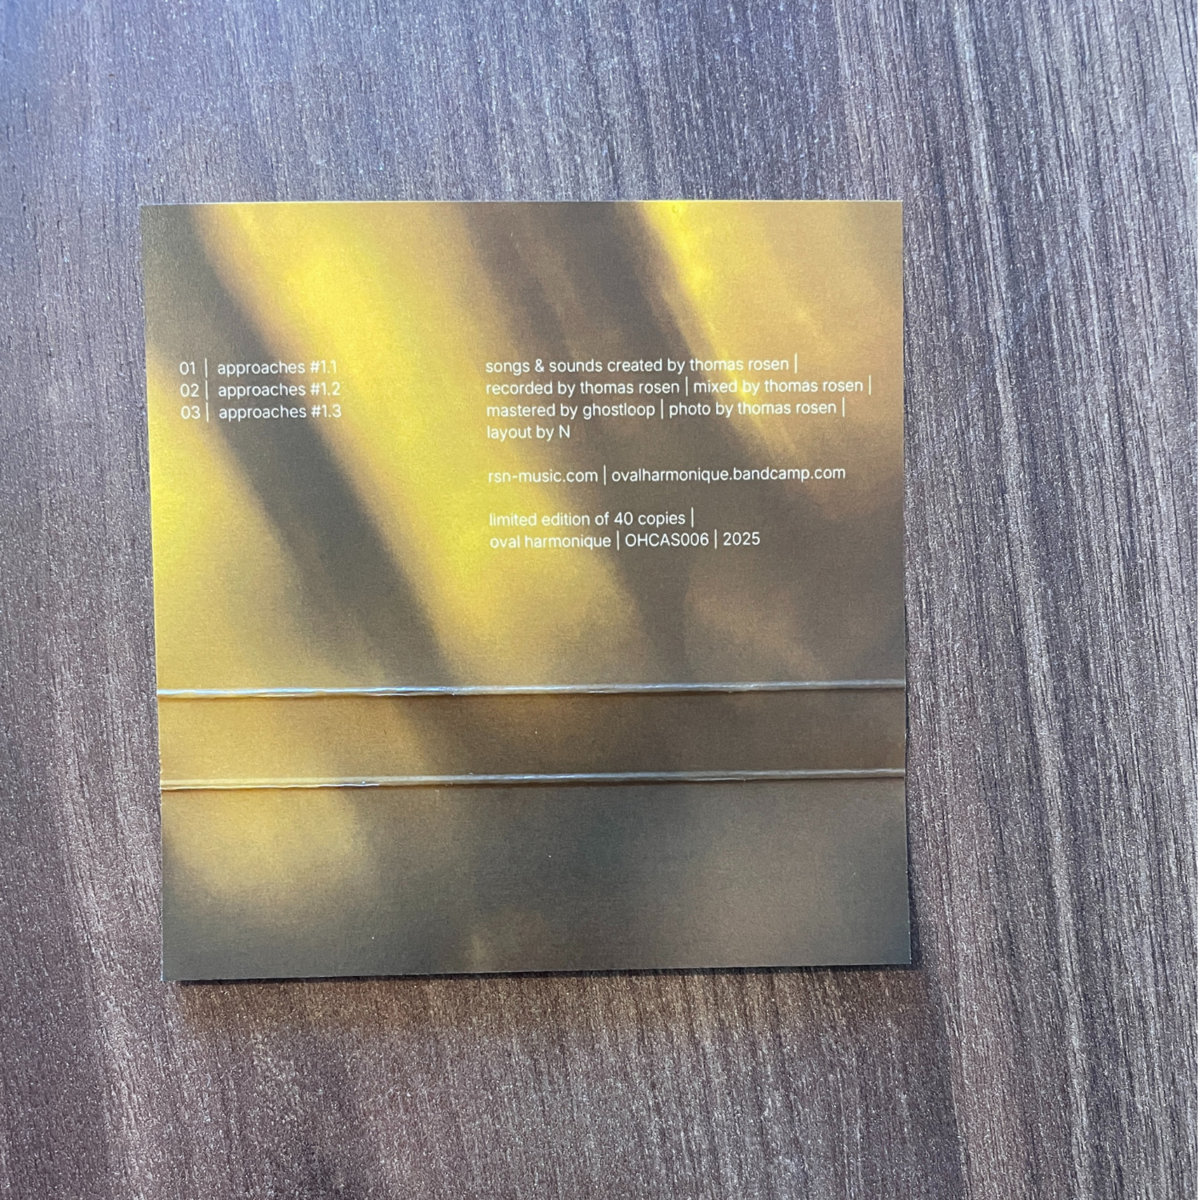 01 | approaches #1.1
02 | approaches #1.2
03 | approaches #1.3
songs & sounds created by thomas rosen |
recorded by thomas rosen | mixed by thomas rosen |
mastered by ghostloop | photo by thomas rosen |
layout by N
rsn-music.com | ovalharmonique.bandcamp.com
limited edition of 40 copies |
oval harmonique | OHCAS006 | 2025